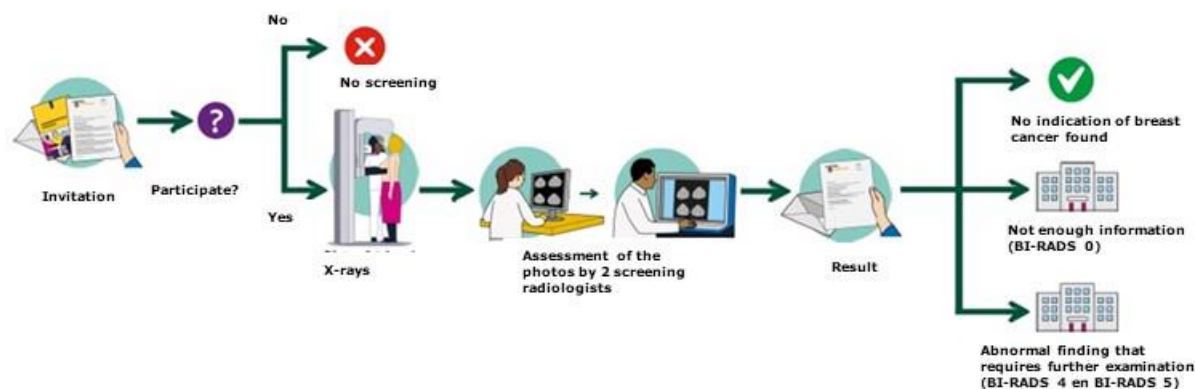 No
No screening
?
Invitation
Participate?
Yes
X-rays
Assessment of the
photos by 2 screening
radiologists
Result
No indication of breast
cancer found
Not enough information
(BI-RADS 0)
Abnormal finding that
requires further examination
(BI-RADS 4 en BI-RADS 5)